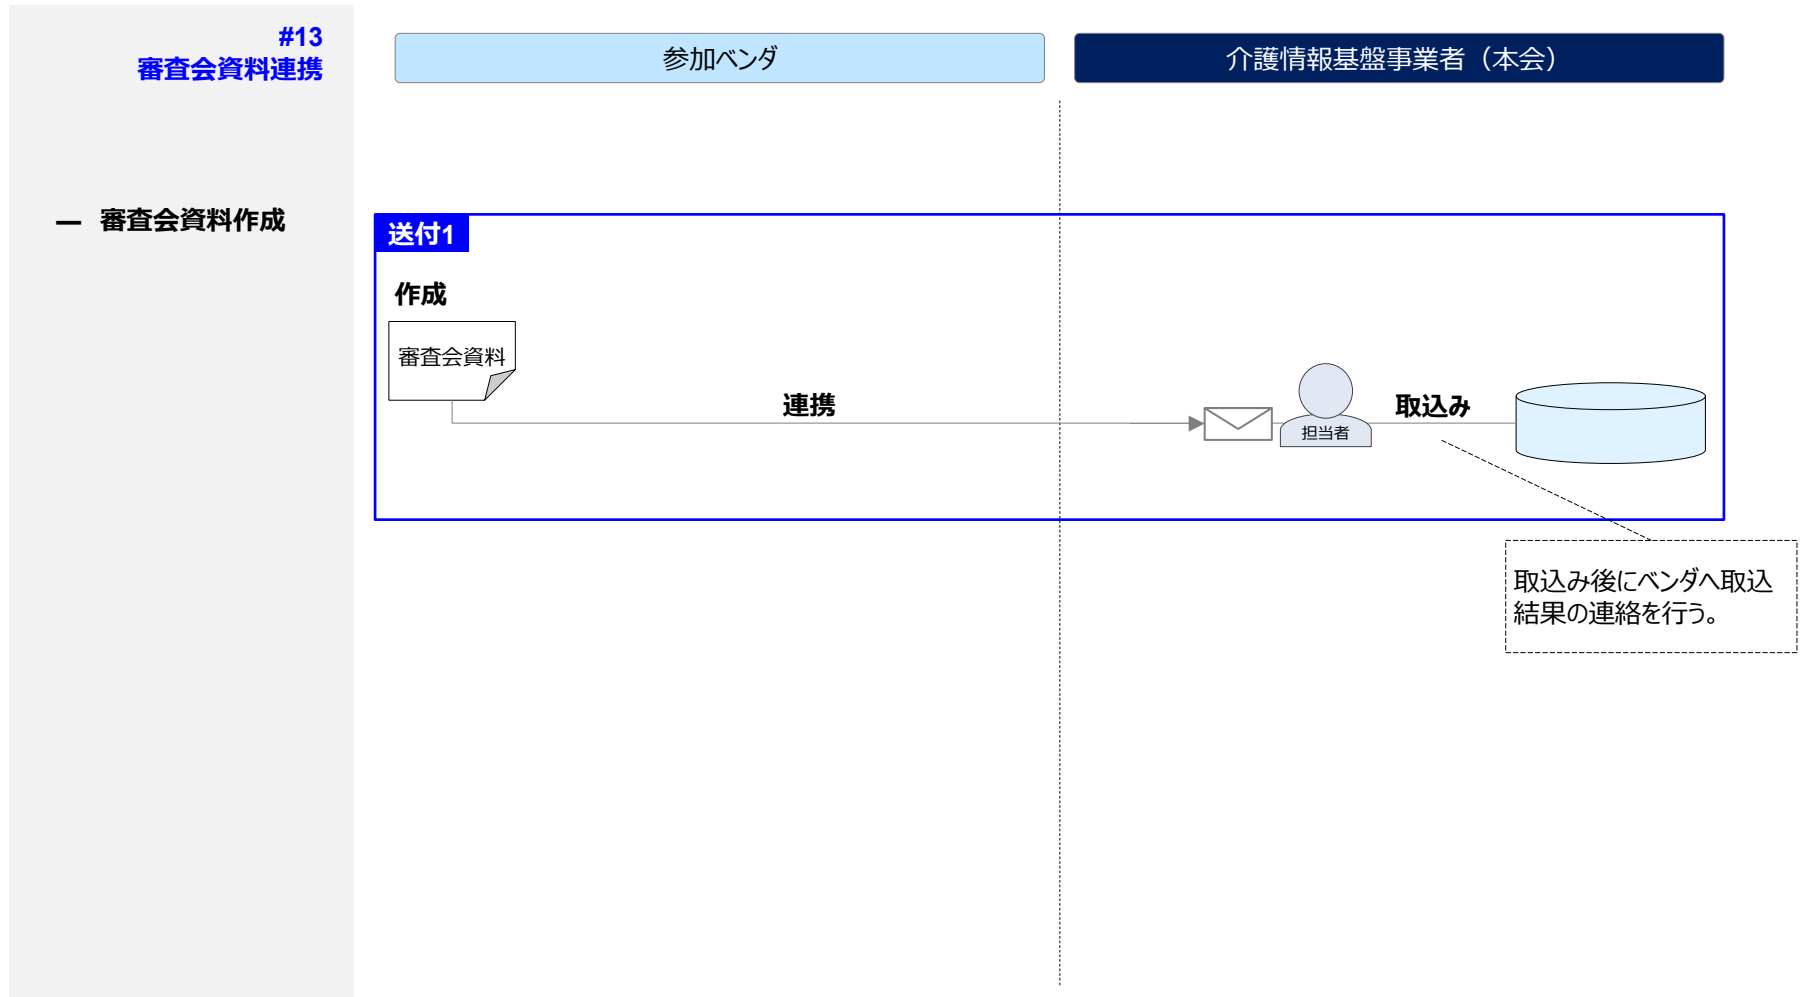 #13
審査会資料連携
参加ベンダ
介護情報基盤事業者（本会）
― 審査会資料作成
送付1
作成
審査会資料
連携
担当者
取込み
取込み後にベンダへ取込
結果の連絡を行う。